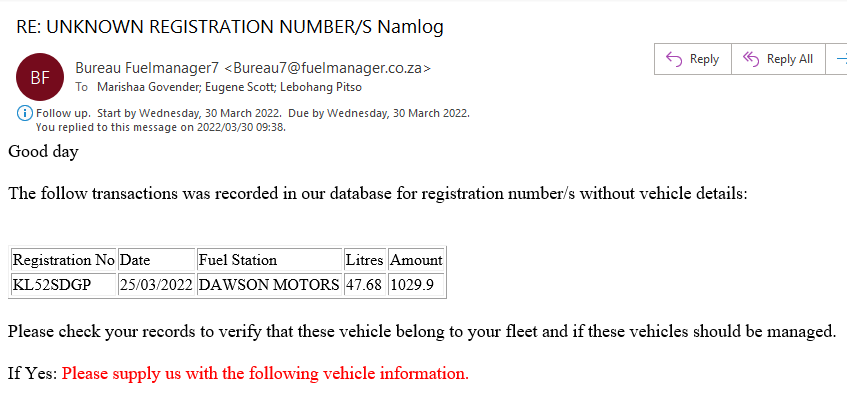 RE: UNKNOWN REGISTRATION NUMBER/S Namlog
BF
Bureau Fuelmanager7 <Bureau7@fuelmanager.co.za>
To Marishaa Govender; Eugene Scott; Lebohang Pitso
Reply
Reply All
Follow up. Start by Wednesday, 30 March 2022. Due by Wednesday, 30 March 2022.
You replied to this message on 2022/03/30 09:38.
Good day
The follow transactions was recorded in our database for registration number/s without vehicle details:
Registration No Date Fuel Station Litres Amount
KL52SDGP 25/03/2022 DAWSON MOTORS 47.68 1029.9
Please check your records to verify that these vehicle belong to your fleet and if these vehicles should be managed.
If Yes: Please supply us with the following vehicle information.